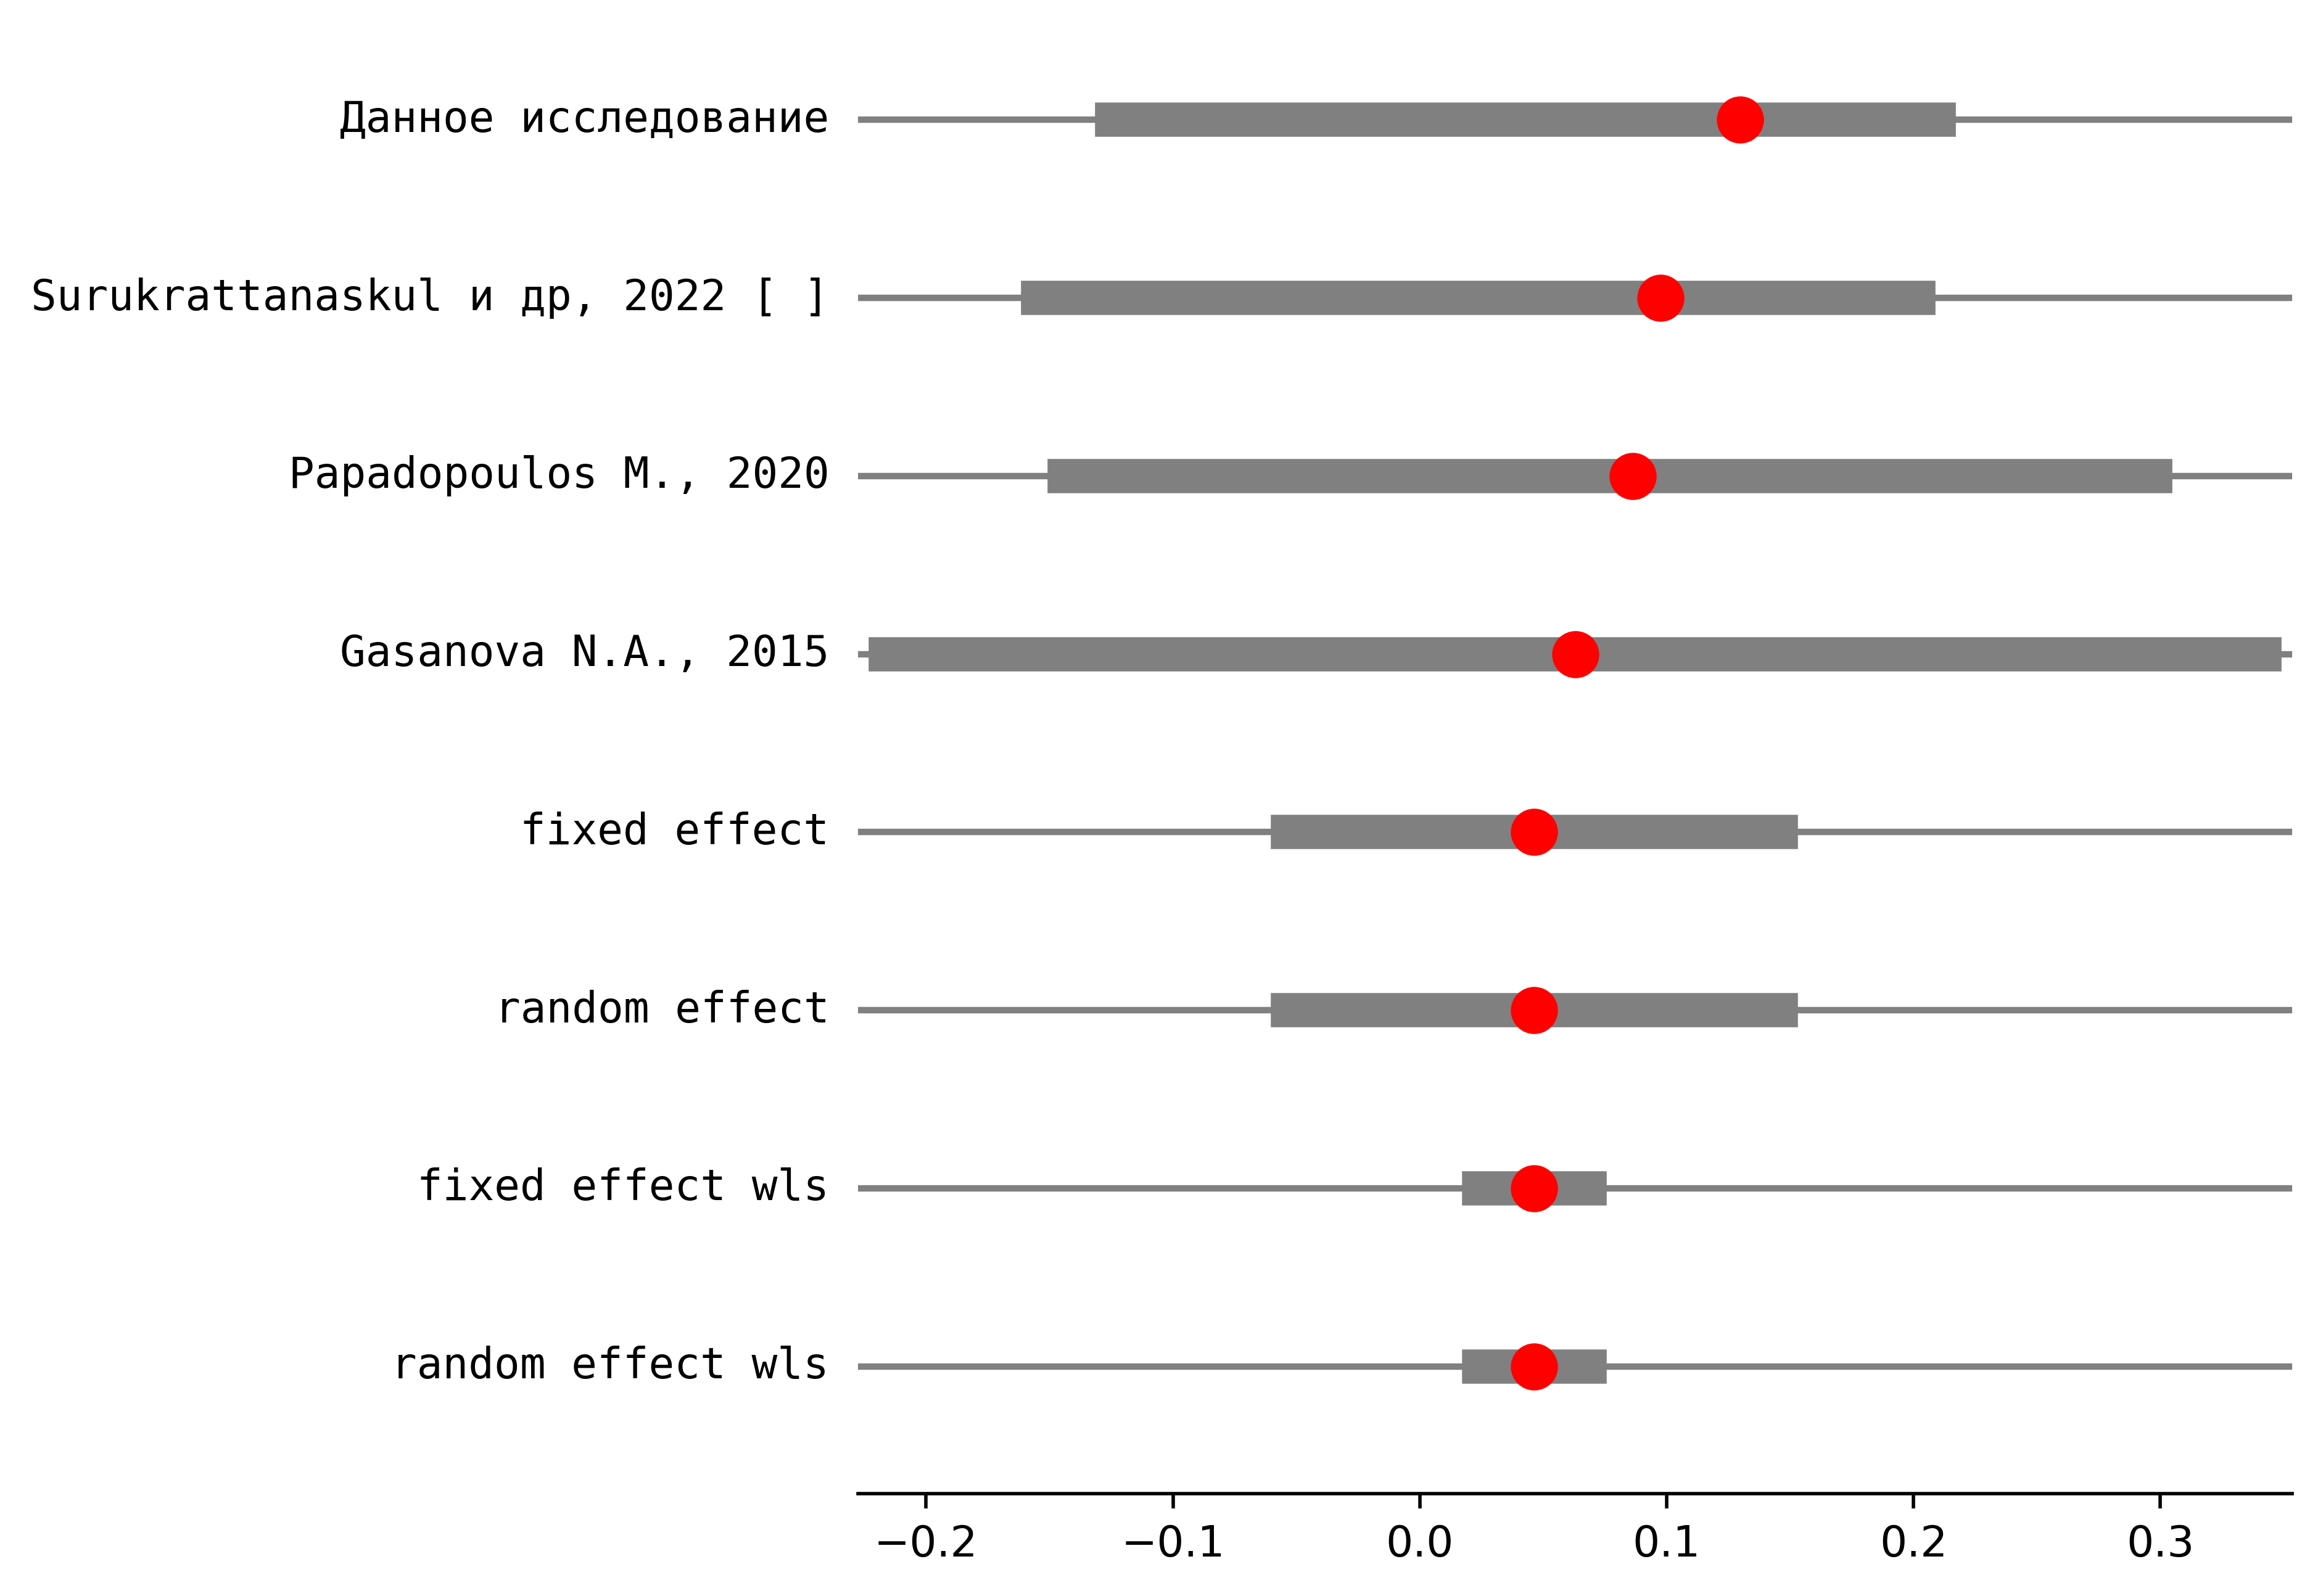 Данное исследование
Surukrattanaskul и др, 2022 [ ]
Papadopoulos M., 2020
Gasanova N.A., 2015
fixed effect
random effect
fixed effect wls
random effect wls
−0.2 −0.1 0.0 0.1 0.2 0.3